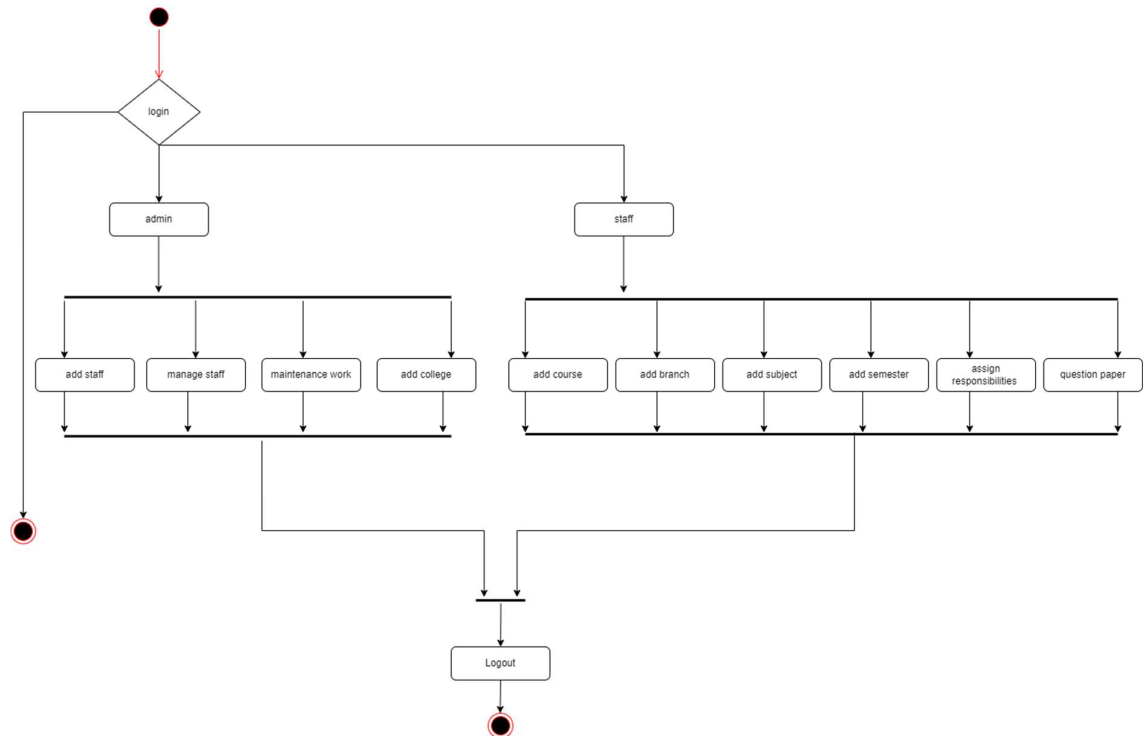 login
admin
staff
add staff
manage staff
maintenance work
add college
add course
add branch
add subject
add semester
assign
responsibilities
question paper
Logout